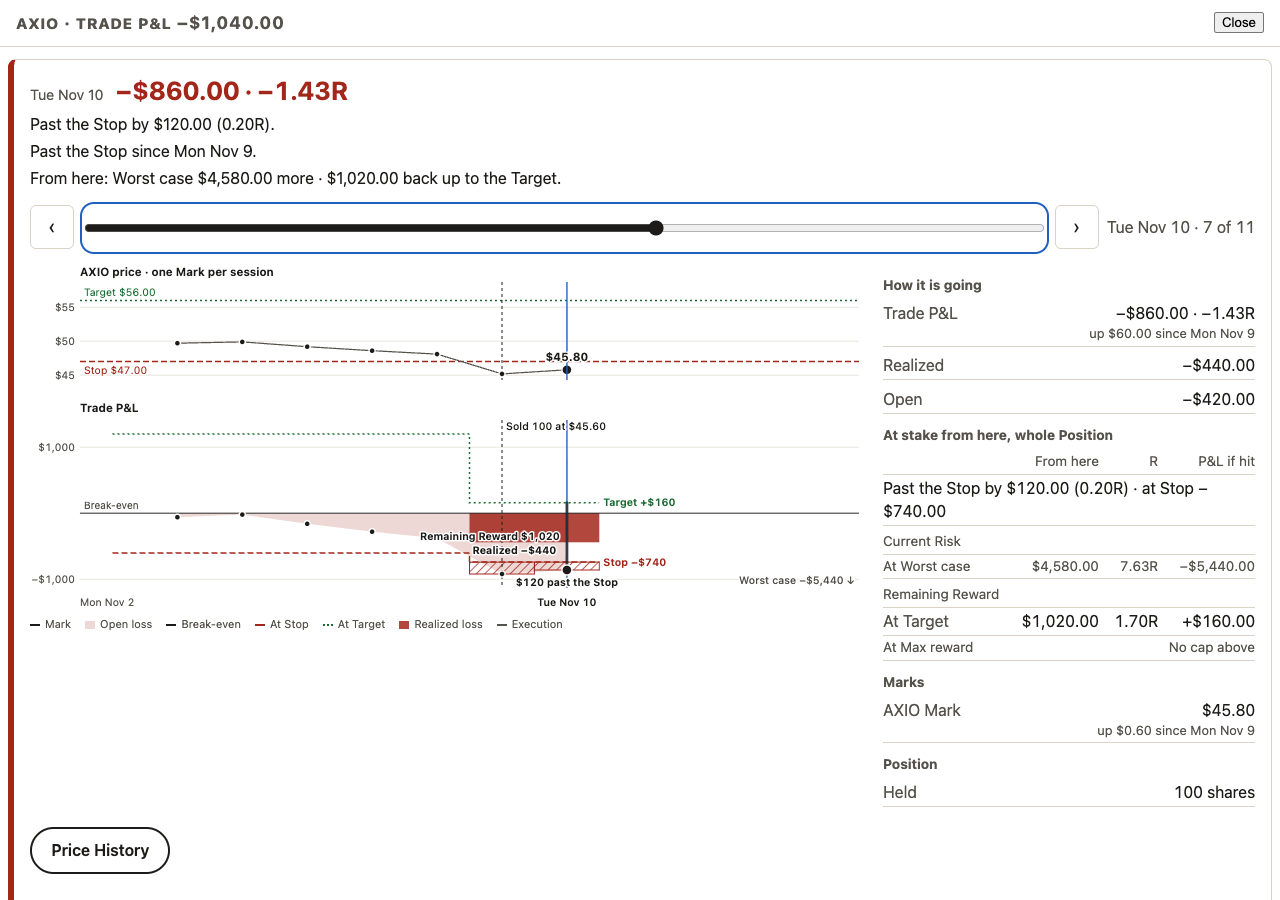 AXIO · TRADE P&L −$1,040.00
Close
Tue Nov 10 −$860.00 · −1.43R
Past the Stop by $120.00 (0.20R).
Past the Stop since Mon Nov 9.
From here: Worst case $4,580.00 more · $1,020.00 back up to the Target.
‹
›
Tue Nov 10 · 7 of 11
AXIO price · one Mark per session
Target $56.00
$55
$50
$45.80
Stop $47.00
$45
Trade P&L
Sold 100 at $45.60
$1,000
Target +$160
Break-even
Remaining Reward $1,020
Realized −$440
Stop −$740
−$1,000
$120 past the Stop
Worst case −$5,440 ↓
Mon Nov 2
Tue Nov 10
Mark
Open loss
Break-even
At Stop
At Target
Realized loss
Execution
How it is going
Trade P&L −$860.00 · −1.43R
up $60.00 since Mon Nov 9
Realized −$440.00
Open −$420.00
At stake from here, whole Position
From here R P&L if hit
Past the Stop by $120.00 (0.20R) · at Stop −
$740.00
Current Risk
At Worst case $4,580.00 7.63R −$5,440.00
Remaining Reward
At Target $1,020.00 1.70R +$160.00
At Max reward No cap above
Marks
AXIO Mark $45.80
up $0.60 since Mon Nov 9
Position
Held 100 shares
Price History